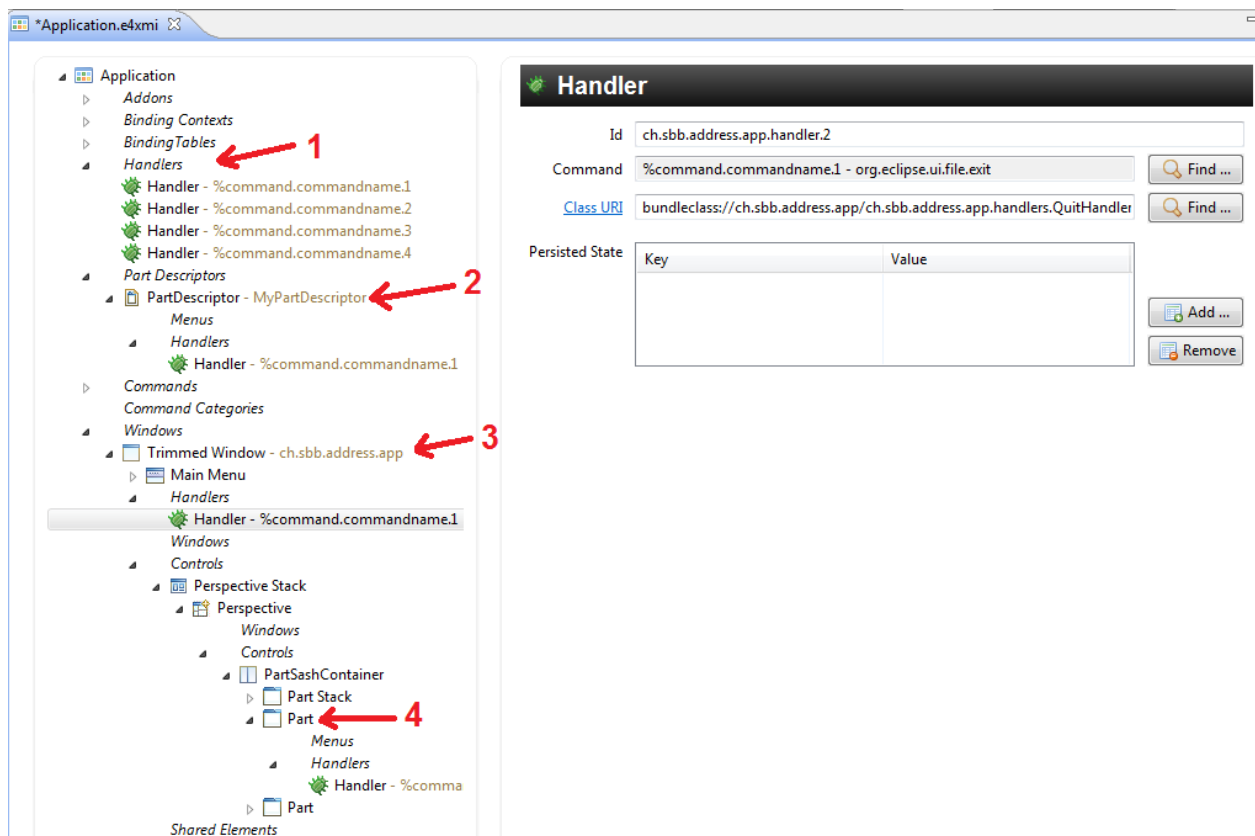 *Application.e4xmi
Application
Addons
Binding Contexts
BindingTables
1
Handlers
Handler - %command.commandname.1
Handler - %command.commandname.2
Handler - %command.commandname.3
Handler - %command.commandname.4
Part Descriptors
PartDescriptor - MyPartDescriptor
2
Menus
Handlers
Handler - %command.commandname.1
Commands
Command Categories
Windows
Trimmed Window - ch.sbb.address.app
3
Main Menu
Handlers
Handler - %command.commandname.1
Windows
Controls
Perspective Stack
Perspective
Windows
Controls
PartSashContainer
Part Stack
Part
4
Menus
Handlers
Handler - %comma
Part
Shared Elements
Handler
Id ch.sbb.address.app.handler.2
Command %command.commandname.1 - org.eclipse.ui.file.exit Find ...
Class URI bundleclass://ch.sbb.address.app/ch.sbb.address.app.handlers.QuitHandler Find ...
Persisted State Key Value
Add ...
Remove